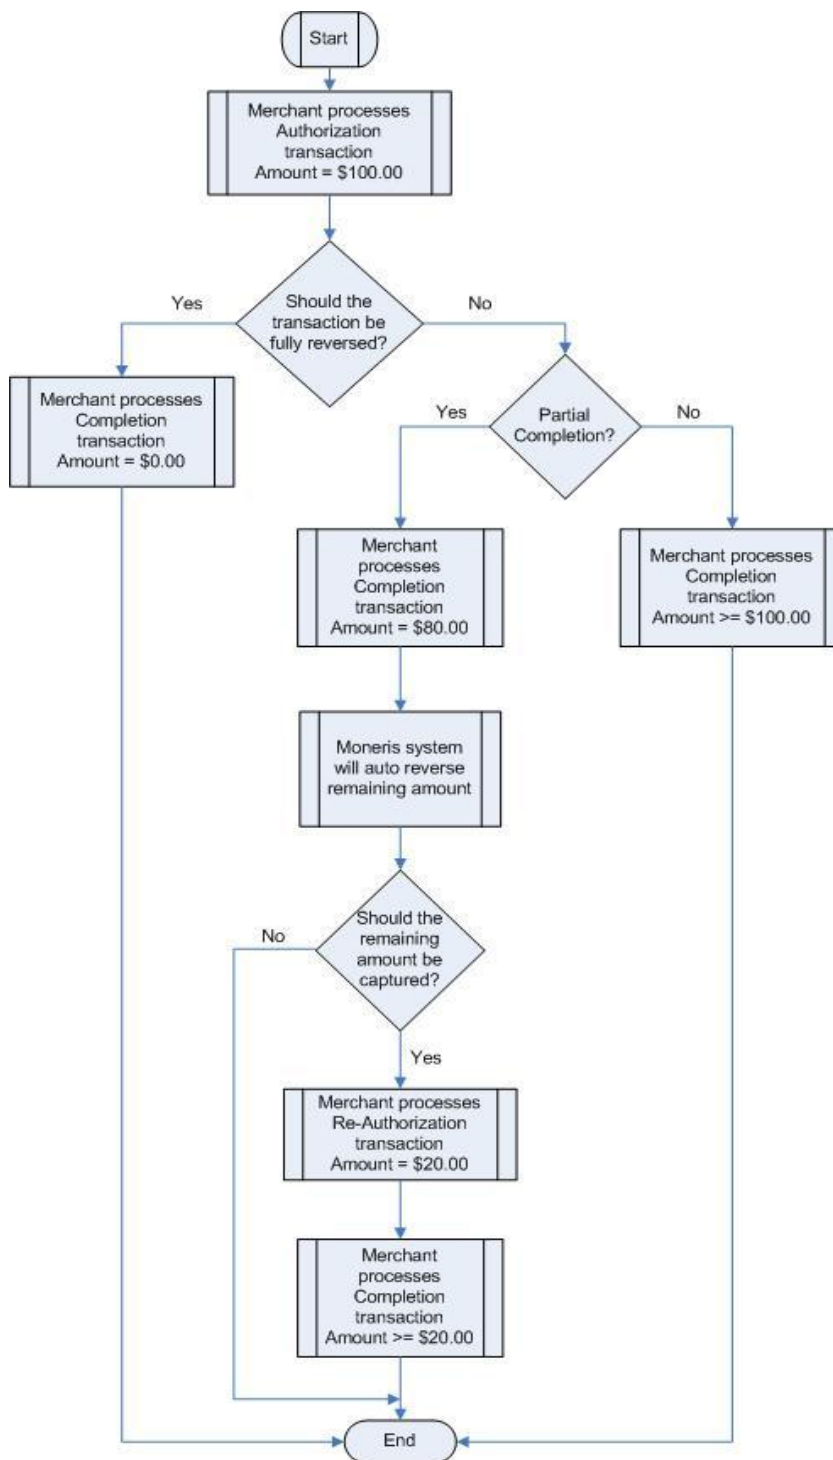 Start
Merchant processes
Authorization
transaction
Amount = $100.00
Should the
transaction be
fully reversed?
Yes
No
Merchant processes
Completion
transaction
Amount = $0.00
Partial
Completion?
Yes
No
Merchant
processes
Completion
transaction
Amount = $80.00
Merchant processes
Completion
transaction
Amount >= $100.00
Moneris system
will auto reverse
remaining amount
Should the
remaining
amount be
captured?
No
Yes
Merchant processes
Re-Authorization
transaction
Amount = $20.00
Merchant
processes
Completion
transaction
Amount >= $20.00
End